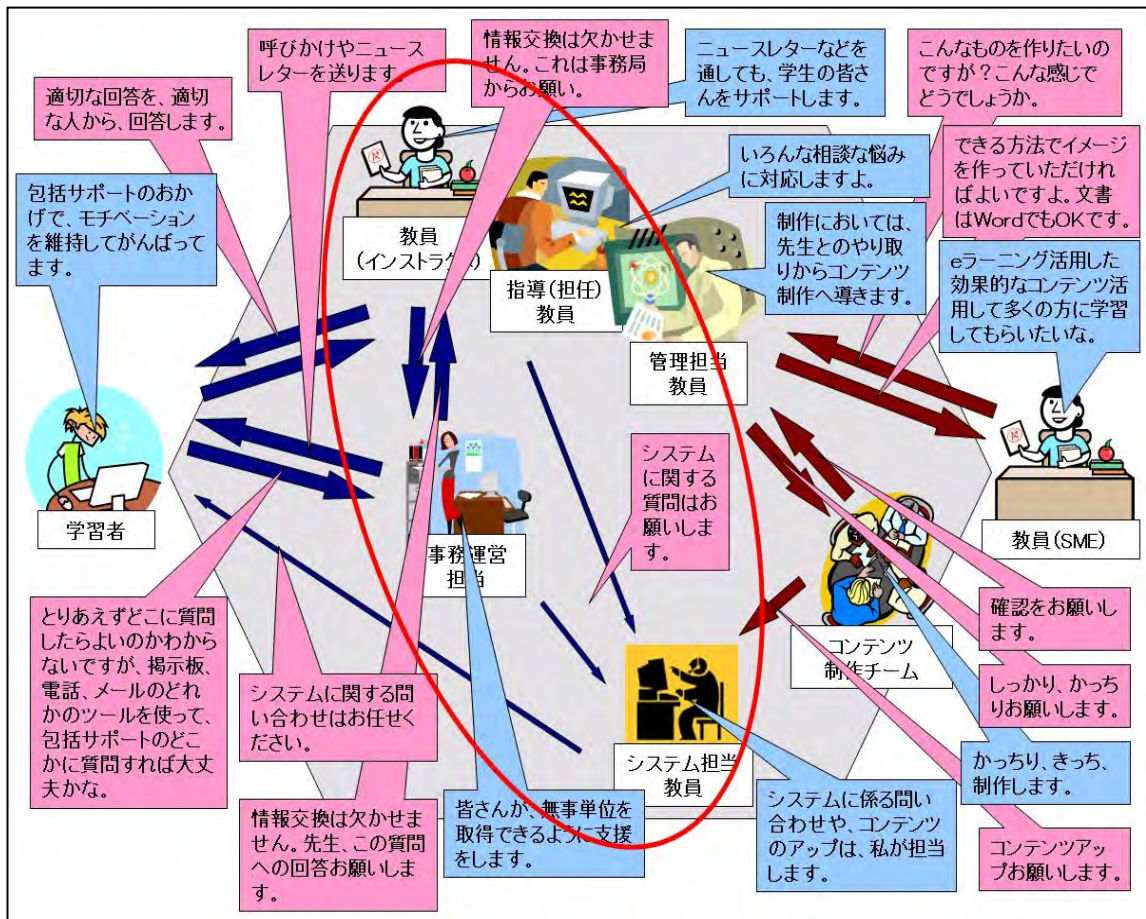 呼びかけやニュース
レターを送ります。
情報交換は欠かせ
ません。これは事務局
からお願い。
ニュースレターなどを
通しても、学生の皆さ
んをサポートします。
こんなものを作りたいの
ですが？こんな感じで
どうでしょうか。
適切な回答を、適切
な人から、回答します。
できる方法でイメージ
を作っていただけれ
ばよいですよ。文書
はWordでもOKです。
いろんな相談な悩み
に対応しますよ。
包括サポートのおか
げで、モチベーション
を維持してがんばって
ます。
制作においては、
先生とのやり取
りからコンテンツ
制作へ導きます。
eラーニング活用した
効果的なコンテンツ活
用して多くの方に学習
してもらいたいな。
教員
(インストラクタ)
指導(担任)
教員
管理担当
教員
学習者
教員(SME)
システム
に関する
質問はお
願いしま
す。
事務運営
担当
コンテンツ
制作チーム
システム担当
教員
確認をお願いし
ます。
しっかり、かっち
りお願いします。
かっちり、きっち、
制作します。
コンテンツアッ
プお願いします。
とりあえずどこに質問
したらよいのかわから
ないですが、掲示板、
電話、メールのどれ
かのツールを使って、
包括サポートのどこ
かに質問すれば大丈
夫かな。
システムに関する問
い合わせはお任せく
ださい。
情報交換は欠かせま
せん。先生、この質問
への回答お願いしま
す。
皆さんが、無事単位を
取得できるように支援
をします。
システムに係る問い
合わせや、コンテンツ
のアップは、私が担当
します。